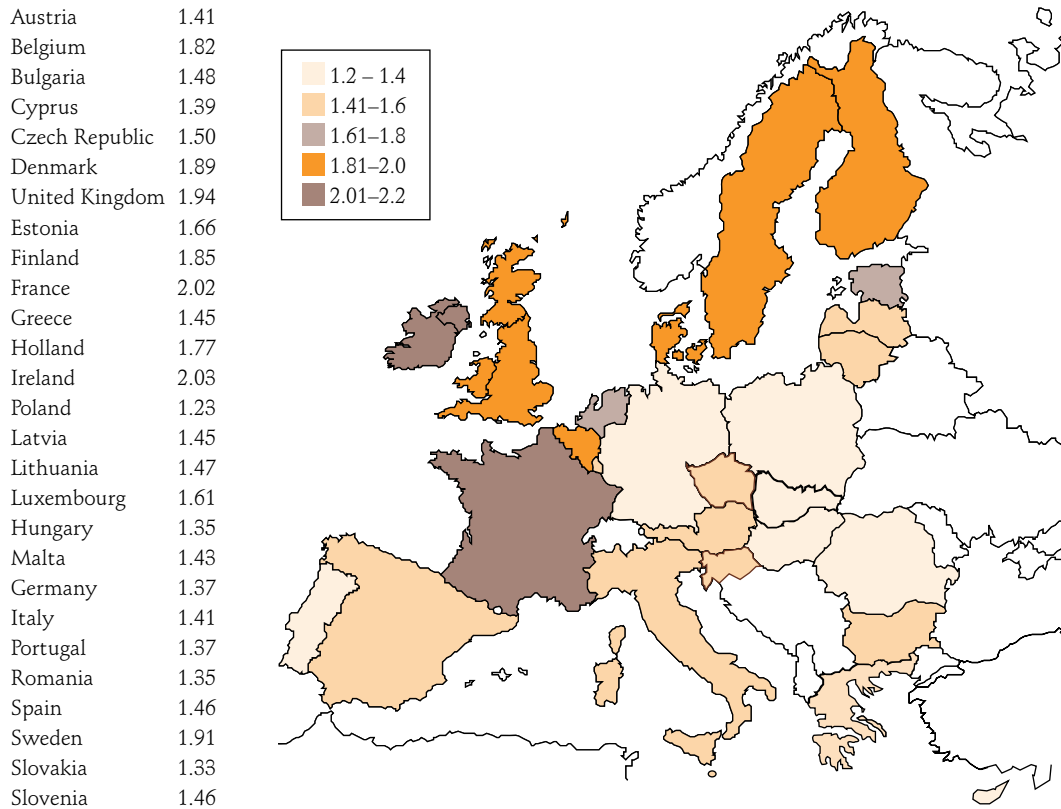 Austria 1.41
Belgium 1.82
Bulgaria 1.48
Cyprus 1.39
Czech Republic 1.50
Denmark 1.89
United Kingdom 1.94
Estonia 1.66
Finland 1.85
France 2.02
Greece 1.45
Holland 1.77
Ireland 2.03
Poland 1.23
Latvia 1.45
Lithuania 1.47
Luxembourg 1.61
Hungary 1.35
Malta 1.43
Germany 1.37
Italy 1.41
Portugal 1.37
Romania 1.35
Spain 1.46
Sweden 1.91
Slovakia 1.33
Slovenia 1.46
1.2 – 1.4
1.41–1.6
1.61–1.8
1.81–2.0
2.01–2.2